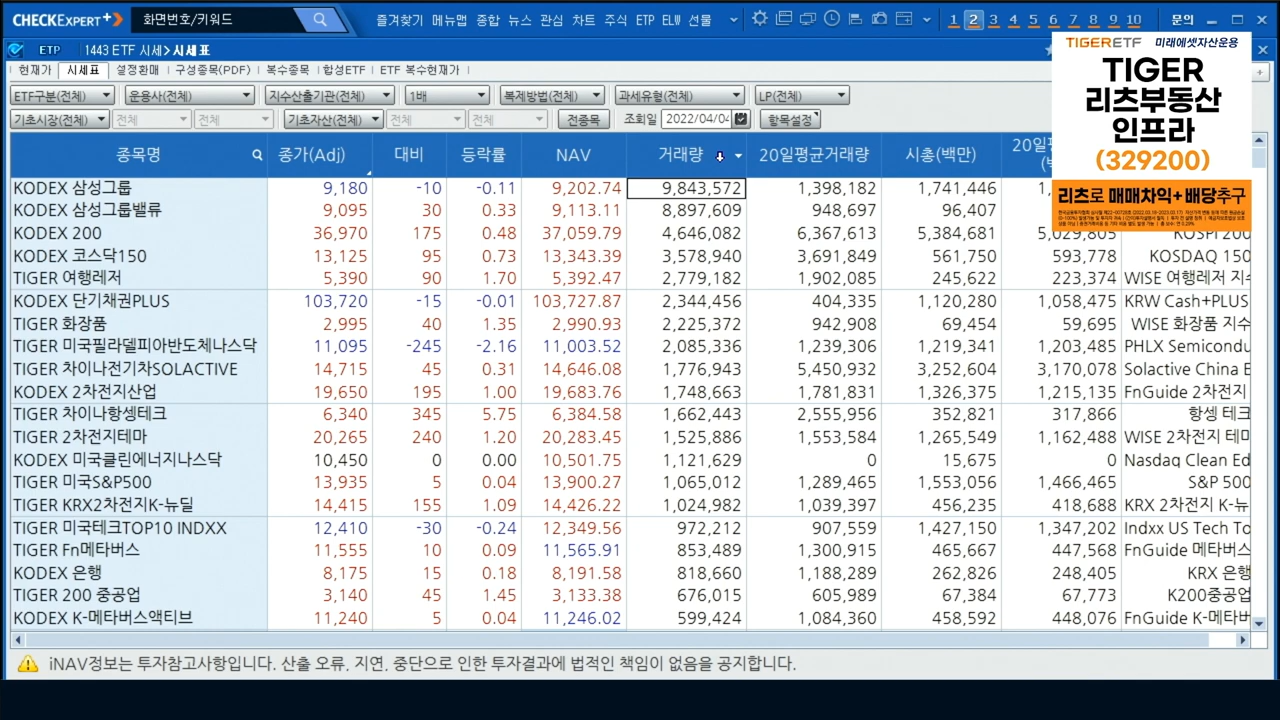 CHECKEXPERT+ 화면번호/키워드 즐겨찾기 메뉴맵 종합 뉴스 관심 차트 주식 ETP ELW 선물 1 2 3 4 5 6 7 8 9 10 문의
ETP 1443 ETF 시세>시세표
현재가 시세표 설정환매 구성종목(PDF) 복수종목 합성ETF ETF 복수현재가
ETF구분(전체) 운용사(전체) 지수산출기관(전체) 1배 복제방법(전체) 과세유형(전체) LP(전체)
기초시장(전체) 전체 전체 기초자산(전체) 전체 전체 전종목 조회일 2022/04/04 항목설정
종목명 종가(Adj) 대비 등락률 NAV 거래량 20일평균거래량 시총(백만)
KODEX 삼성그룹 9,180 -10 -0.11 9,202.74 9,843,572 1,398,182 1,741,446
KODEX 삼성그룹밸류 9,095 30 0.33 9,113.11 8,897,609 948,697 96,407
KODEX 200 36,970 175 0.48 37,059.79 4,646,082 6,367,613 5,384,681 5,029,805 KOSPI 200
KODEX 코스닥150 13,125 95 0.73 13,343.39 3,578,940 3,691,849 561,750 593,778 KOSDAQ 150
TIGER 여행레저 5,390 90 1.70 5,392.47 2,779,182 1,902,085 245,622 223,374 WISE 여행레저 지수
KODEX 단기채권PLUS 103,720 -15 -0.01 103,727.87 2,344,456 404,335 1,120,280 1,058,475 KRW Cash+PLUS
TIGER 화장품 2,995 40 1.35 2,990.93 2,225,372 942,908 69,454 59,695 WISE 화장품 지수
TIGER 미국필라델피아반도체나스닥 11,095 -245 -2.16 11,003.52 2,085,336 1,239,306 1,219,341 1,203,485 PHLX Semicondu
TIGER 차이나전기차SOLACTIVE 14,715 45 0.31 14,646.08 1,776,943 5,450,932 3,252,604 3,170,078 Solactive China E
KODEX 2차전지산업 19,650 195 1.00 19,683.76 1,748,663 1,781,831 1,326,375 1,215,135 FnGuide 2차전지
TIGER 차이나항셍테크 6,340 345 5.75 6,384.58 1,662,443 2,555,956 352,821 317,866 항셍 테크
TIGER 2차전지테마 20,265 240 1.20 20,283.45 1,525,886 1,553,584 1,265,549 1,162,488 WISE 2차전지 테마
KODEX 미국클린에너지나스닥 10,450 0 0.00 10,501.75 1,121,629 0 15,675 0 Nasdaq Clean Ed
TIGER 미국S&P500 13,935 5 0.04 13,900.27 1,065,012 1,289,465 1,553,056 1,466,465 S&P 500
TIGER KRX2차전지K-뉴딜 14,415 155 1.09 14,426.22 1,024,982 1,039,397 456,235 418,688 KRX 2차전지 K-뉴
TIGER 미국테크TOP10 INDXX 12,410 -30 -0.24 12,349.56 972,212 907,559 1,427,150 1,347,202 Indxx US Tech To
TIGER Fn메타버스 11,555 10 0.09 11,565.91 853,489 1,300,915 465,667 447,568 FnGuide 메타버스
KODEX 은행 8,175 15 0.18 8,191.58 818,660 1,188,289 262,826 248,405 KRX 은행
TIGER 200 중공업 3,140 45 1.45 3,133.38 676,015 605,989 67,384 67,773 K200중공업
KODEX K-메타버스액티브 11,240 5 0.04 11,246.02 599,424 1,084,360 458,592 448,076 FnGuide K-메타버
iNAV정보는 투자참고사항입니다. 산출 오류, 지연, 중단으로 인한 투자결과에 법적인 책임이 없음을 공지합니다.
TIGER ETF 미래에셋자산운용
TIGER
리츠부동산
인프라
(329200)
리츠로 매매차익+배당추구